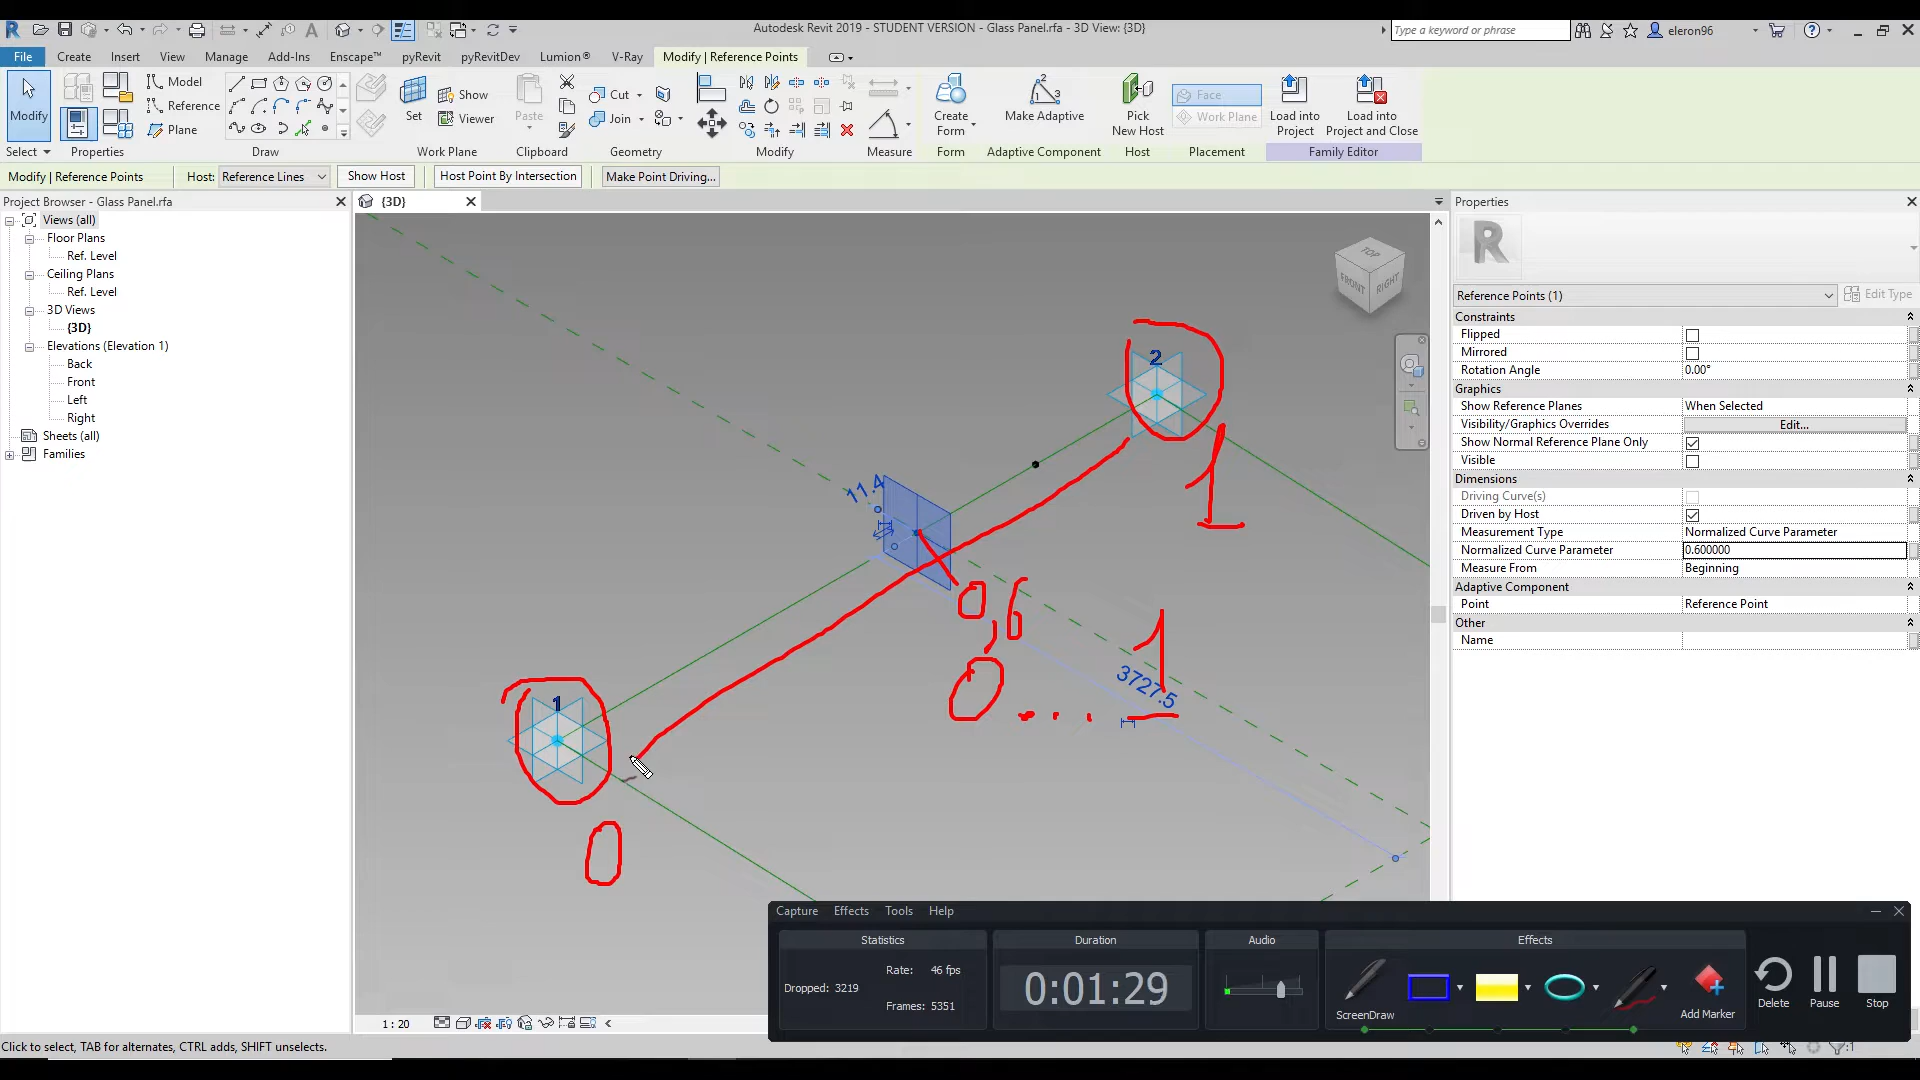 Autodesk Revit 2019 - STUDENT VERSION - Glass Panel.rfa - 3D View: {3D}
Type a keyword or phrase
eleron96
File Create Insert View Manage Add-Ins Enscape™ pyRevit pyRevitDev Lumion® V-Ray Modify | Reference Points
Modify
Select
Properties
Model
Reference
Plane
Draw
Set
Show
Viewer
Work Plane
Paste
Clipboard
Cut
Join
Geometry
Modify
Measure
Create
Form
Form
Make Adaptive
Adaptive Component
Pick
New Host
Host
Face
Work Plane
Placement
Load into
Project
Load into
Project and Close
Family Editor
Modify | Reference Points Host: Reference Lines Show Host Host Point By Intersection Make Point Driving...
Project Browser - Glass Panel.rfa
Views (all)
Floor Plans
Ref. Level
Ceiling Plans
Ref. Level
3D Views
{3D}
Elevations (Elevation 1)
Back
Front
Left
Right
Sheets (all)
Families
{3D}
TOP
FRONT
RIGHT
2
1
11.4
0,6
1
3727.5
0 . . . 1
1
0
1 : 20
Properties
R
Reference Points (1) Edit Type
Constraints
Flipped
Mirrored
Rotation Angle 0.00°
Graphics
Show Reference Planes When Selected
Visibility/Graphics Overrides Edit...
Show Normal Reference Plane Only
Visible
Dimensions
Driving Curve(s)
Driven by Host
Measurement Type Normalized Curve Parameter
Normalized Curve Parameter 0.600000
Measure From Beginning
Adaptive Component
Point Reference Point
Other
Name
Capture Effects Tools Help
Statistics
Rate: 46 fps
Dropped: 3219
Frames: 5351
Duration
0:01:29
Audio
Effects
ScreenDraw
Add Marker
Delete
Pause
Stop
Click to select, TAB for alternates, CTRL adds, SHIFT unselects.
:1